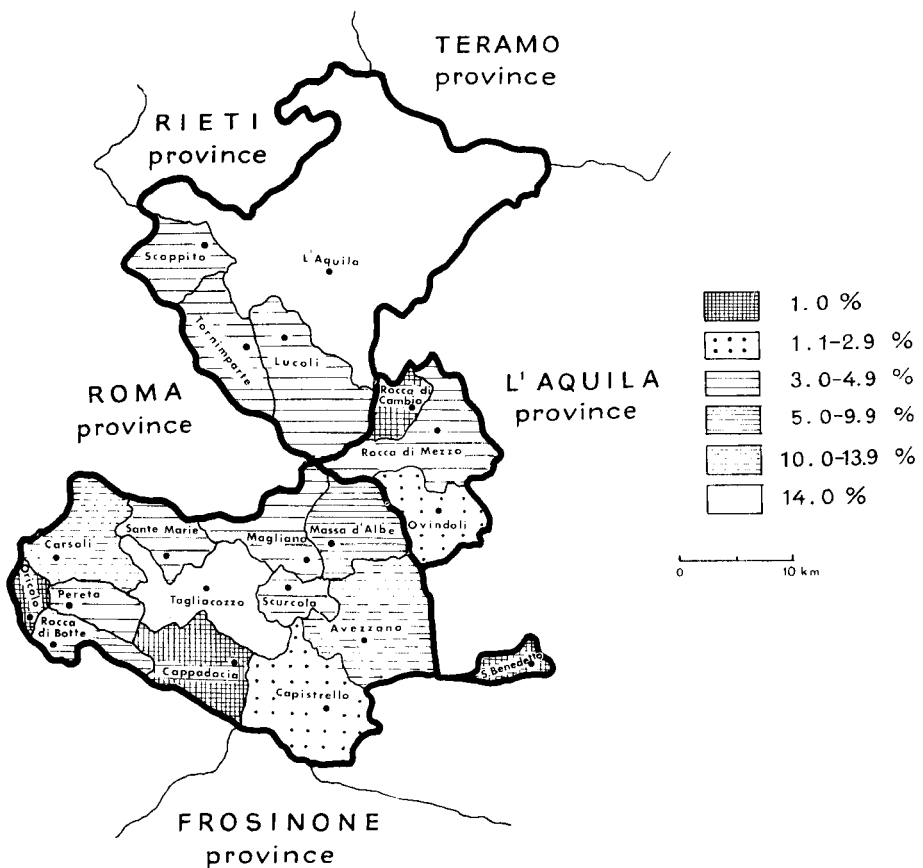 TERAMO
province
RIETI
province
Scoppito
L'Aquila
Tornimparte
Lucoli
ROMA
province
Rocca di
Cambio
L'AQUILA
province
Rocca di Mezzo
Ovindoli
Sante Marie
Magliano
Massa d'Albe
Carsoli
Oricola
Pereto
Tagliacozzo
Scurcola
Rocca
di Botte
Avezzano
Cappadocia
S. Benedetto
Capistrello
FROSINONE
province
1.0 %
1.1-2.9 %
3.0-4.9 %
5.0-9.9 %
10.0-13.9 %
14.0 %
0 10 km